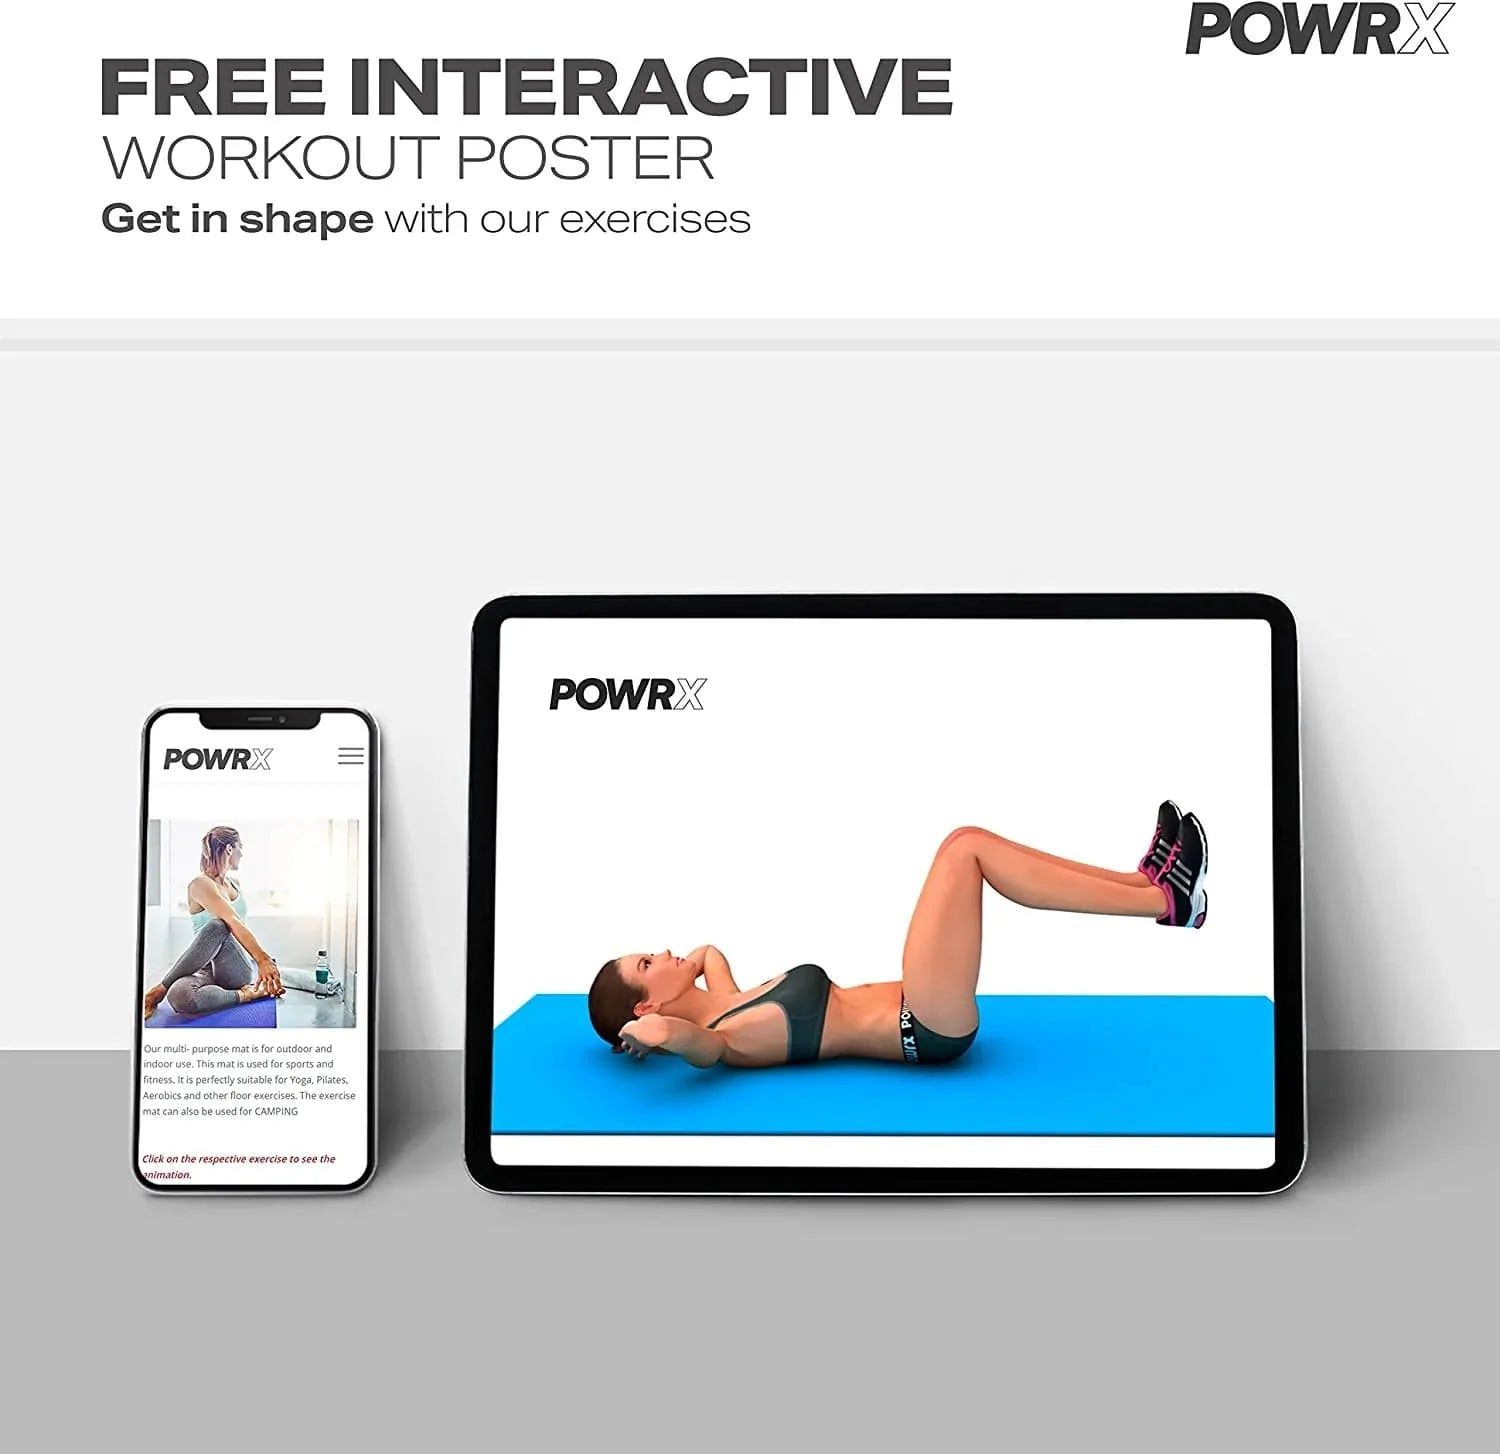 POWRX
FREE INTERACTIVE
WORKOUT POSTER
Get in shape with our exercises
POWRX
POWRX
Our multi- purpose mat is for outdoor and
indoor use. This mat is used for sports and
fitness. It is perfectly suitable for Yoga, Pilates,
Aerobics and other floor exercises. The exercise
mat can also be used for CAMPING
Click on the respective exercise to see the
animation.